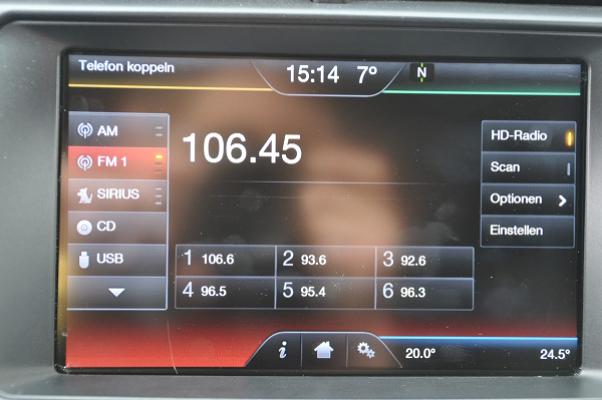 Telefon koppeln
15:14 7° N
AM
FM 1
SIRIUS
CD
USB
106.45
HD-Radio
Scan
Optionen
Einstellen
1 106.6 2 93.6 3 92.6
4 96.5 5 95.4 6 96.3
i
20.0° 24.5°